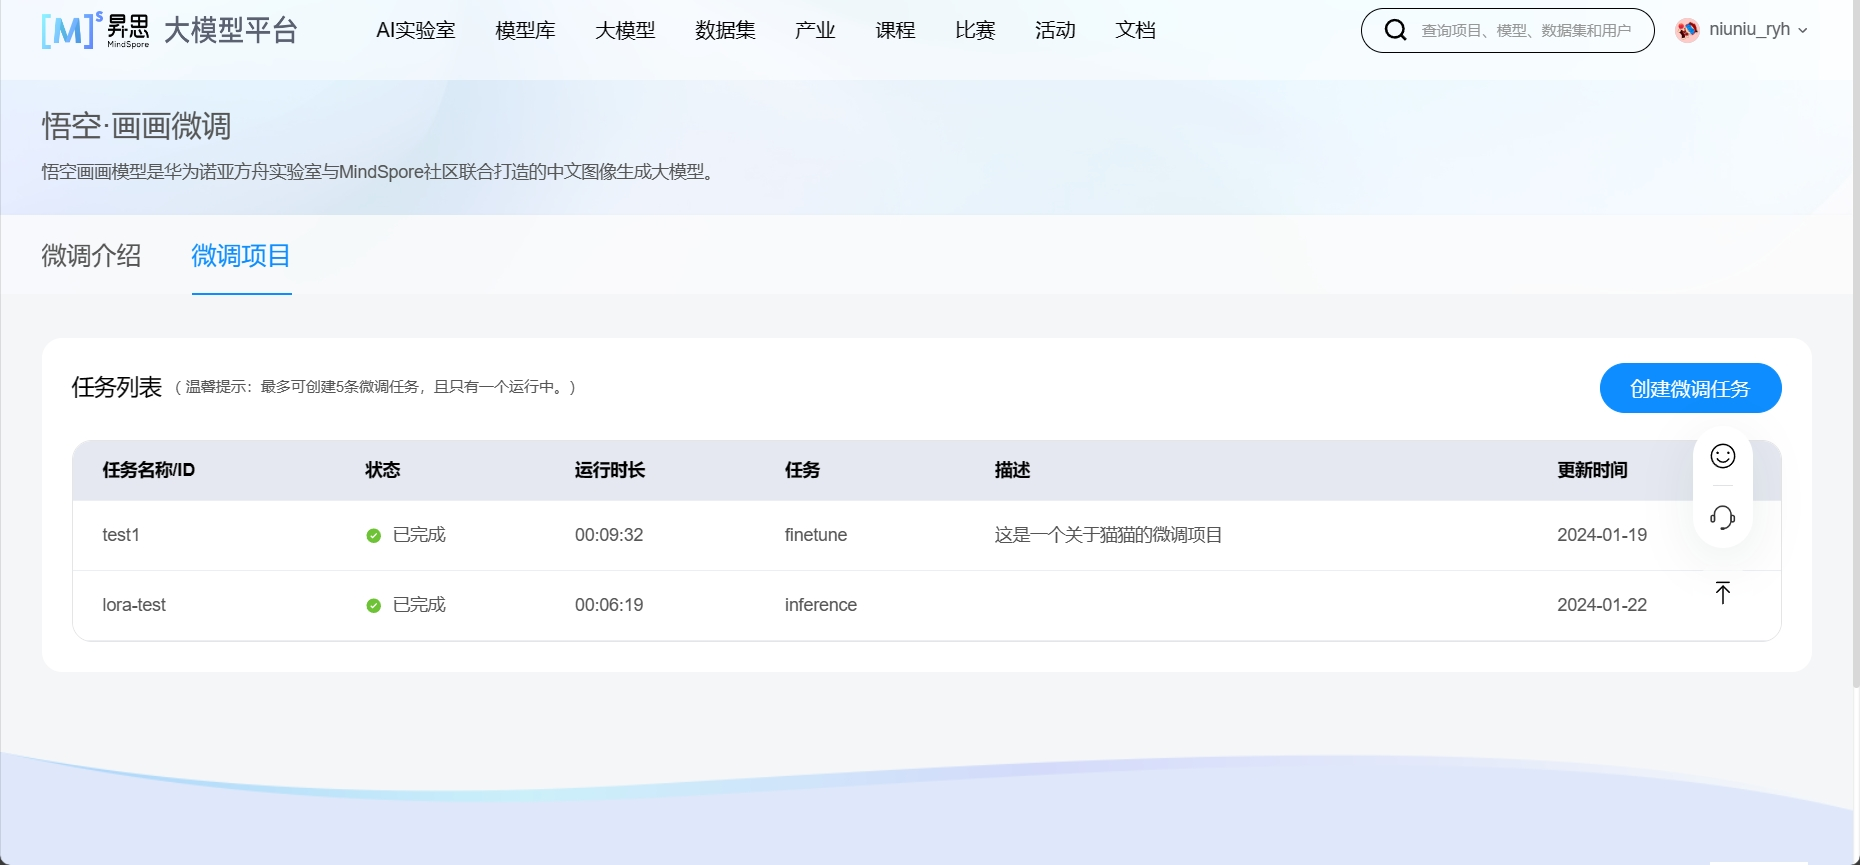 [M]s 昇思 MindSpore 大模型平台 AI实验室 模型库 大模型 数据集 产业 课程 比赛 活动 文档 查询项目、模型、数据集和用户 niuniu_ryh
悟空·画画微调
悟空画画模型是华为诺亚方舟实验室与MindSpore社区联合打造的中文图像生成大模型。
微调介绍 微调项目
任务列表 （ 温馨提示：最多可创建5条微调任务，且只有一个运行中。） 创建微调任务
任务名称/ID 状态 运行时长 任务 描述 更新时间
test1 已完成 00:09:32 finetune 这是一个关于猫猫的微调项目 2024-01-19
lora-test 已完成 00:06:19 inference 2024-01-22